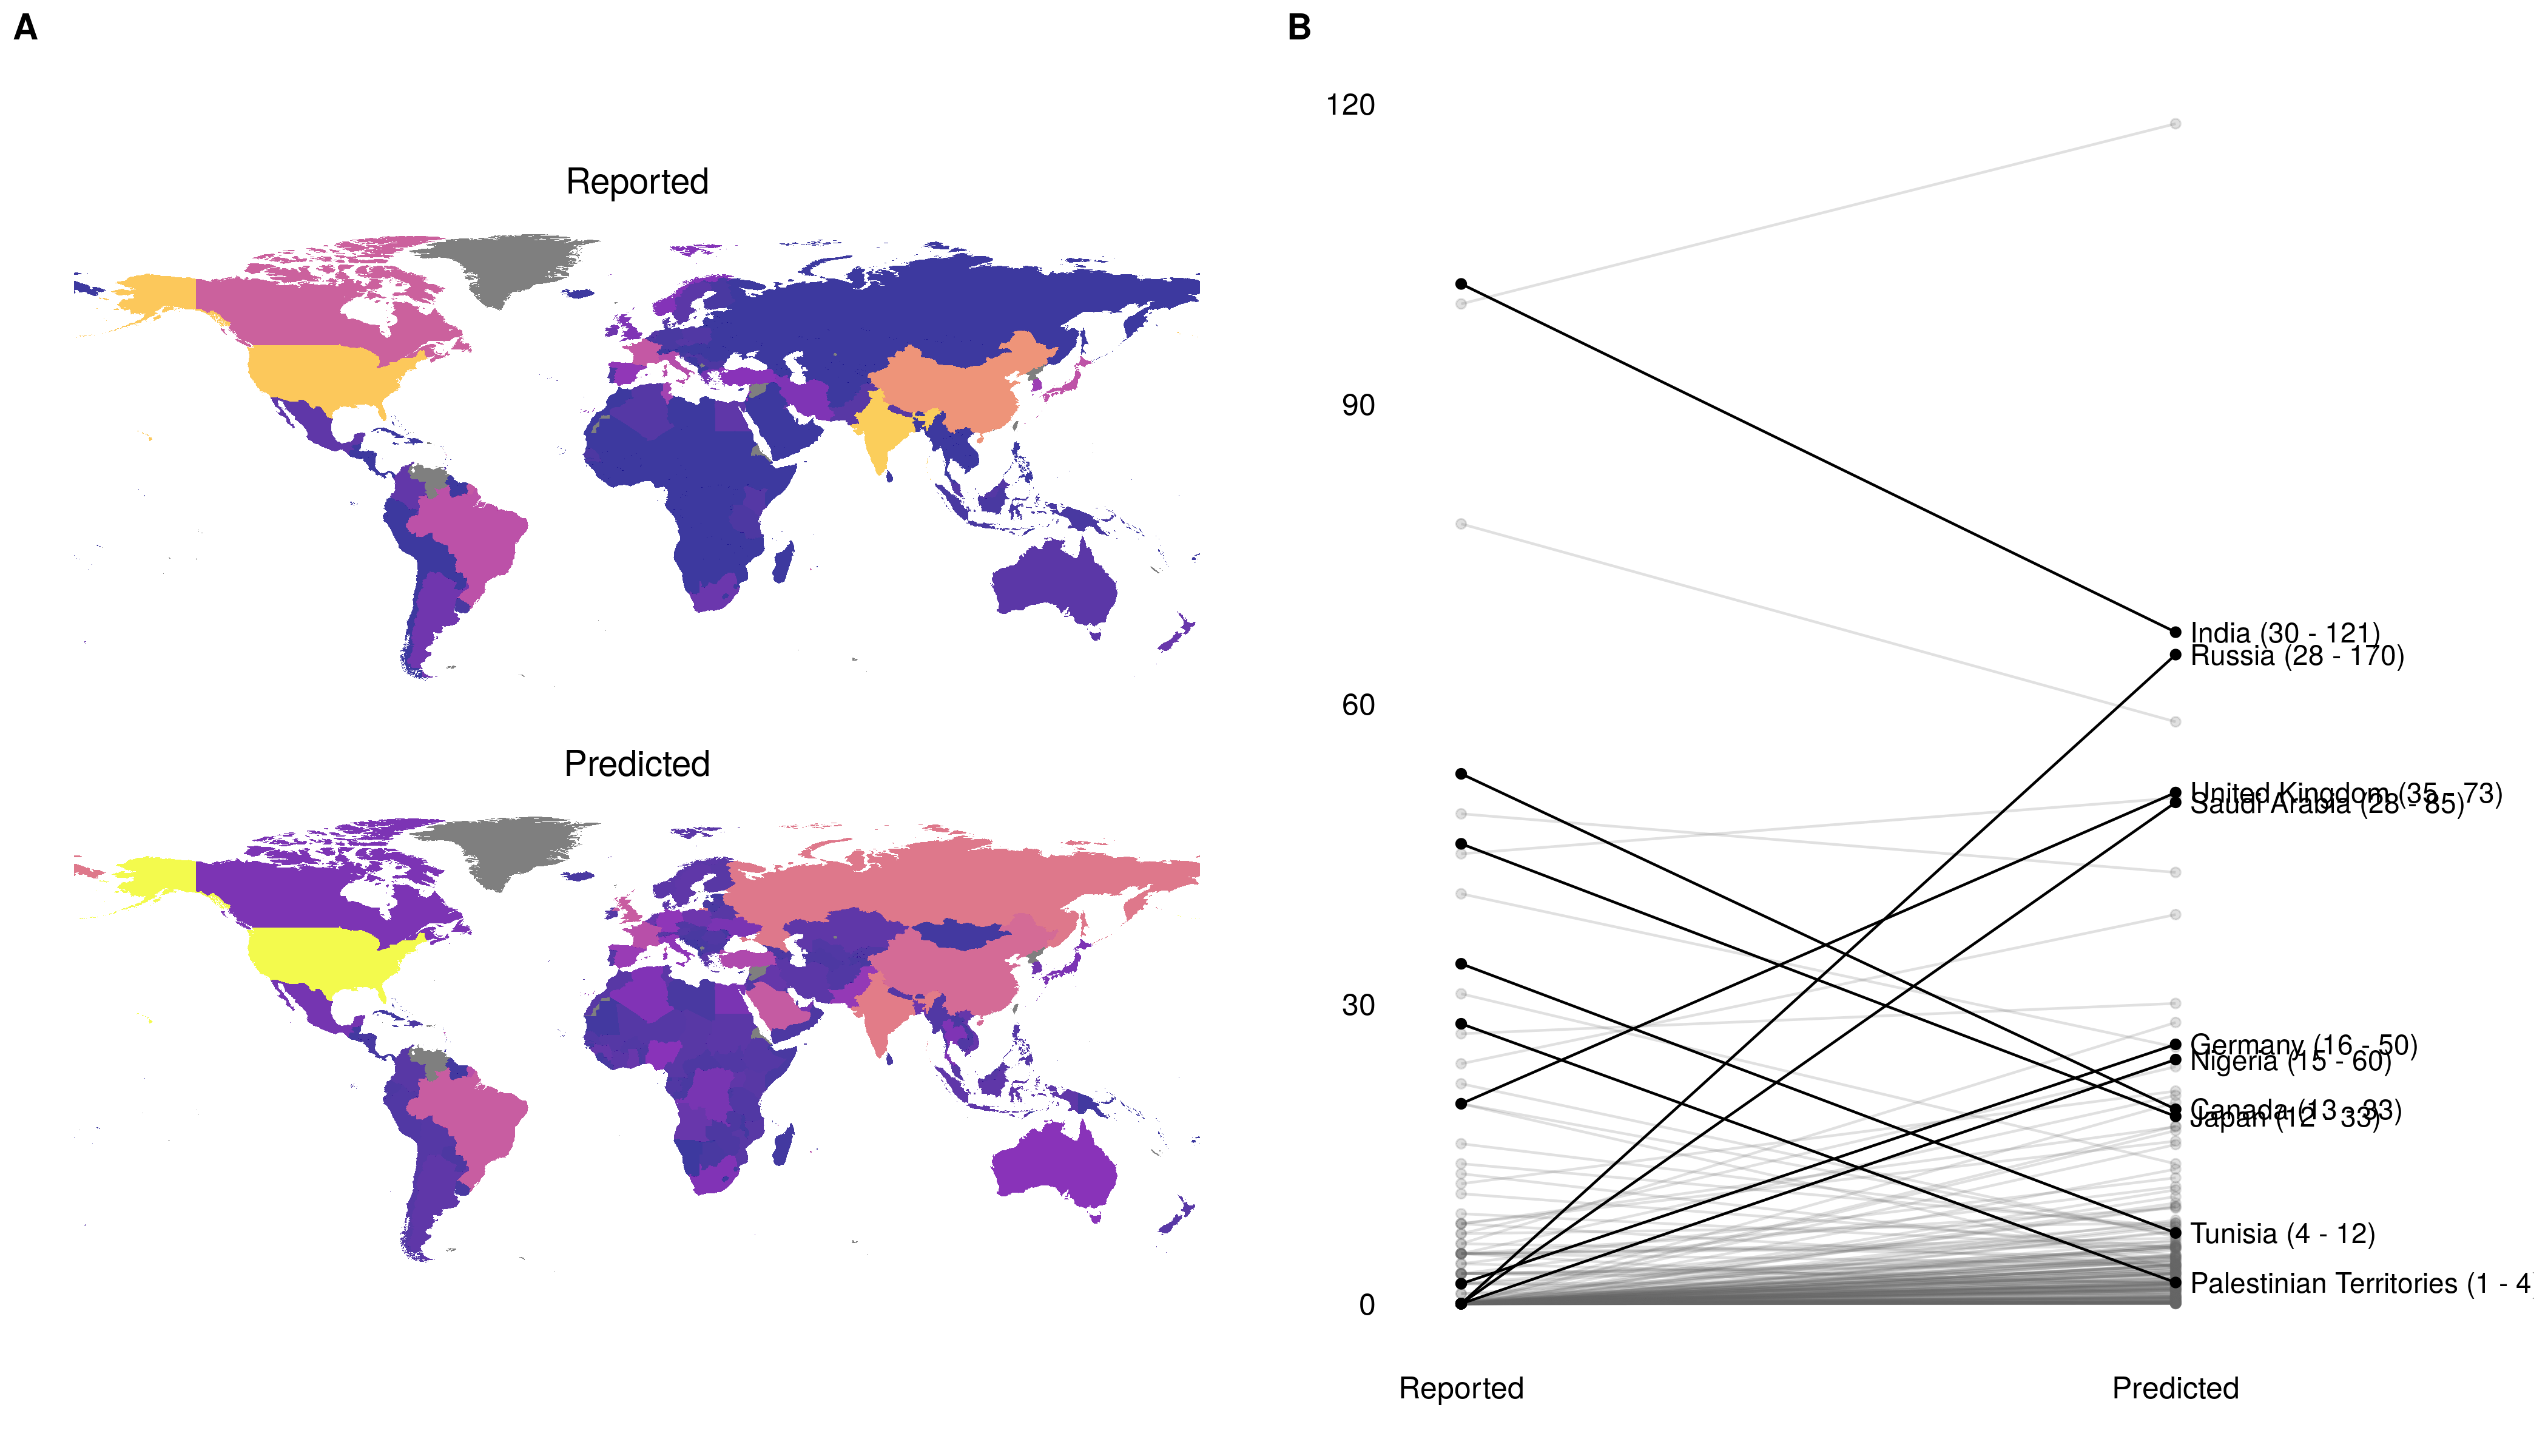 A
B
Reported
Predicted
120
90
60
30
0
India (30 - 121)
Russia (28 - 170)
United Kingdom (35 - 73)
Saudi Arabia (28 - 85)
Germany (16 - 50)
Nigeria (15 - 60)
Canada (13 - 33)
Japan (12 - 33)
Tunisia (4 - 12)
Palestinian Territories (1 - 4
Reported
Predicted